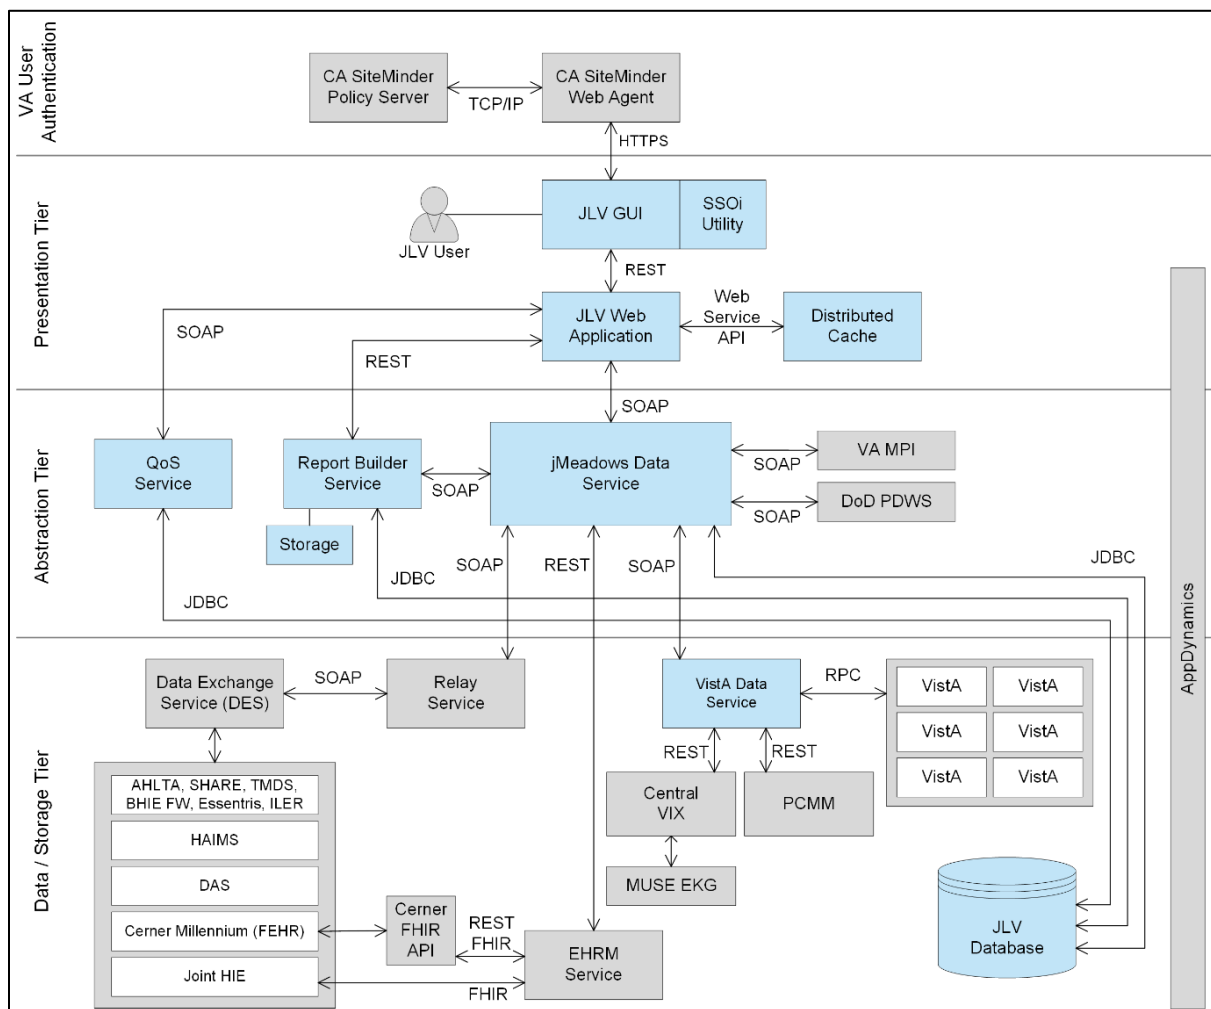 VA User
Authentication
CA SiteMinder
Policy Server
TCP/IP
CA SiteMinder
Web Agent
HTTPS
Presentation Tier
JLV User
JLV GUI
SSOi
Utility
REST
SOAP
REST
JLV Web
Application
Web
Service
API
Distributed
Cache
SOAP
Abstraction Tier
QoS
Service
Report Builder
Service
SOAP
jMeadows Data
Service
SOAP
VA MPI
SOAP
DoD PDWS
Storage
JDBC
JDBC
SOAP
REST
SOAP
JDBC
AppDynamics
Data / Storage Tier
Data Exchange
Service (DES)
SOAP
Relay
Service
VistA Data
Service
RPC
VistA
VistA
VistA
VistA
VistA
VistA
REST
REST
Central
VIX
PCMM
MUSE EKG
AHLTA, SHARE, TMDS,
BHIE FW, Essentris, ILER
HAIMS
DAS
Cerner Millennium (FEHR)
Joint HIE
Cerner
FHIR
API
REST
FHIR
FHIR
EHRM
Service
JLV
Database